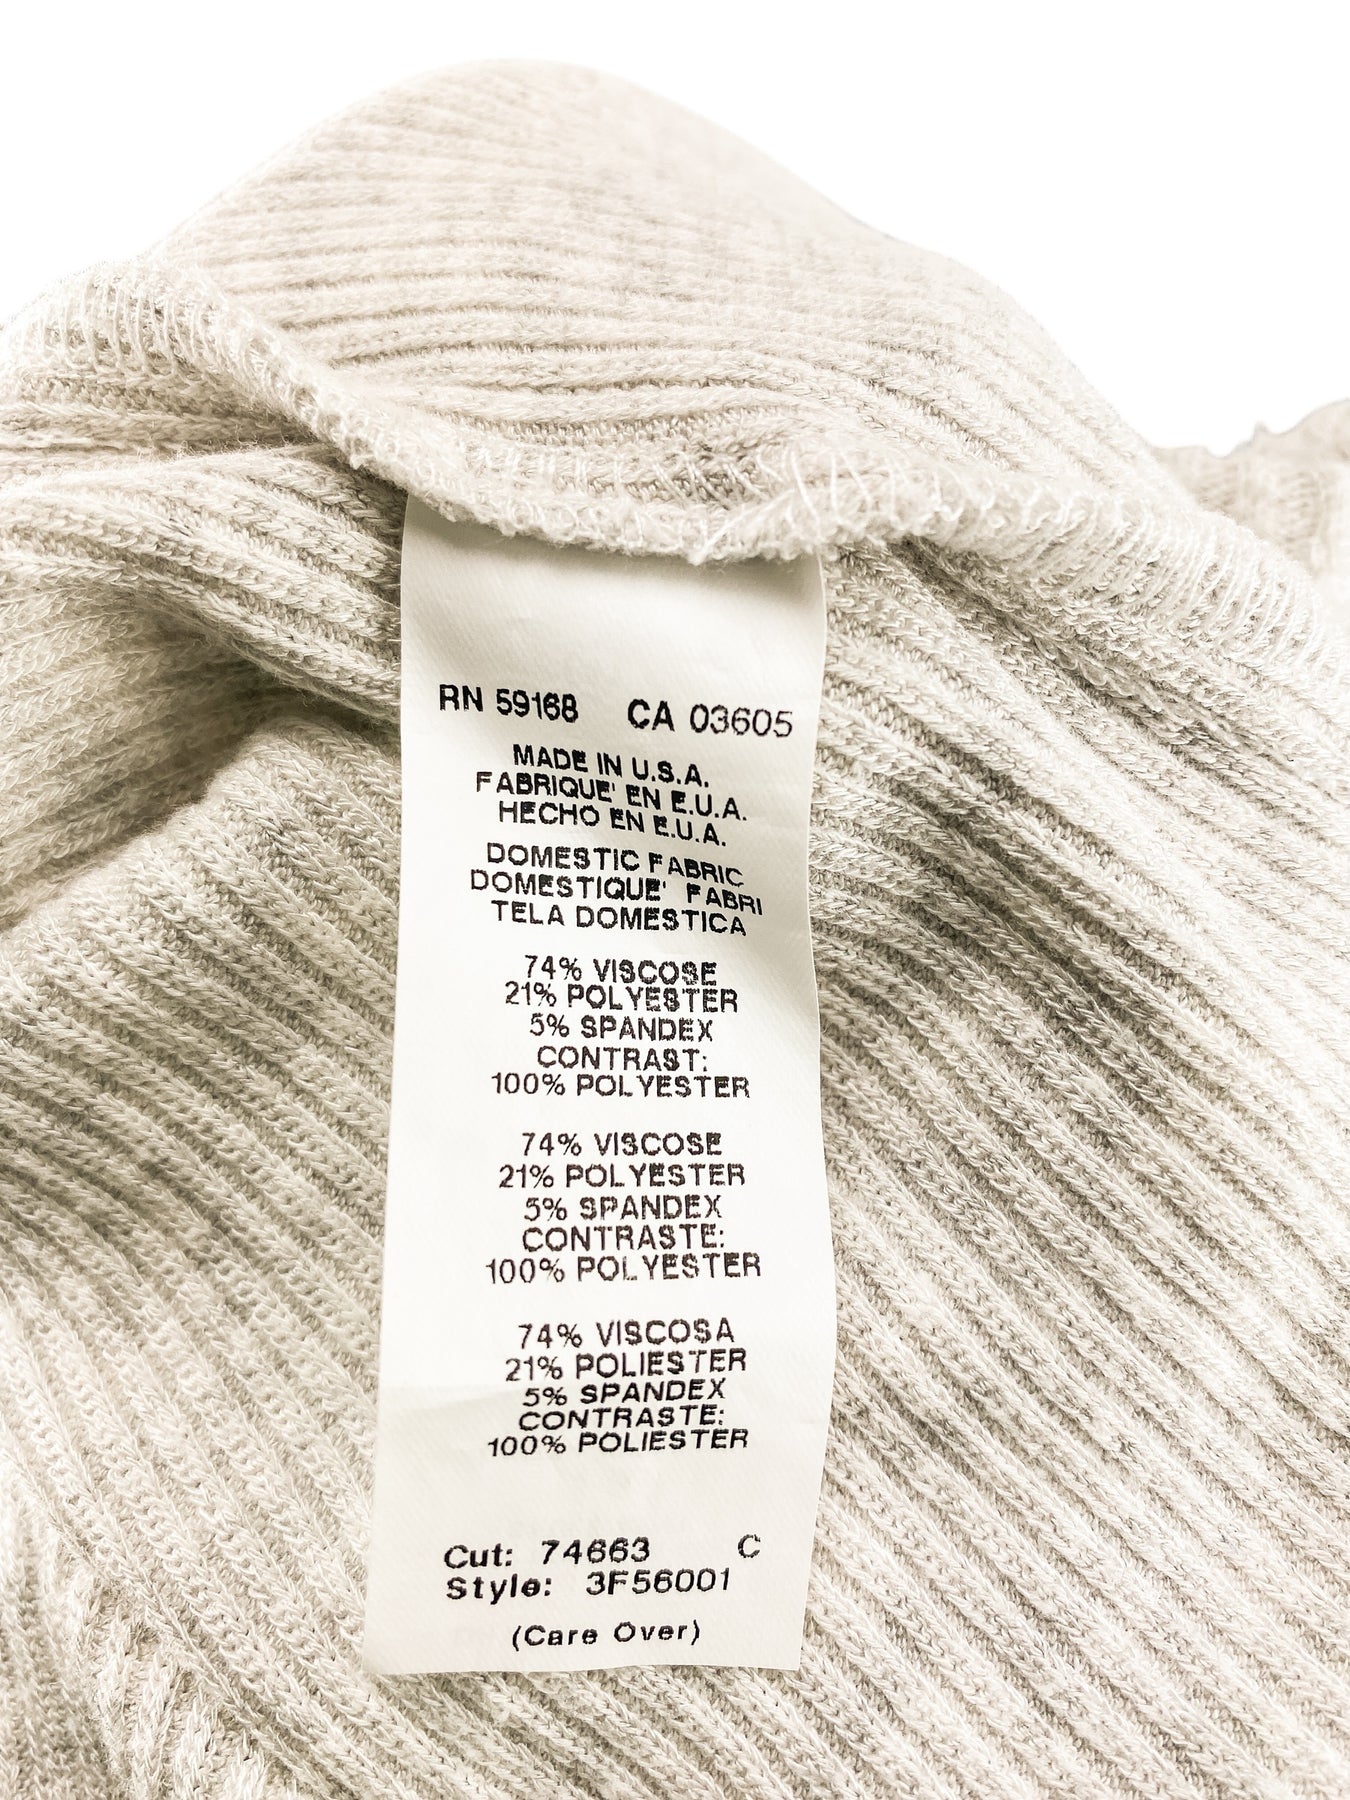 RN 59168 CA 03605
MADE IN U.S.A.
FABRIQUE' EN E.U.A.
HECHO EN E.U.A.
DOMESTIC FABRIC
DOMESTIQUE' FABRI
TELA DOMESTICA
74% VISCOSE
21% POLYESTER
5% SPANDEX
CONTRAST:
100% POLYESTER
74% VISCOSE
21% POLYESTER
5% SPANDEX
CONTRASTE:
100% POLYESTER
74% VISCOSA
21% POLIESTER
5% SPANDEX
CONTRASTE:
100% POLIESTER
Cut: 74663 C
Style: 3F56001
(Care Over)